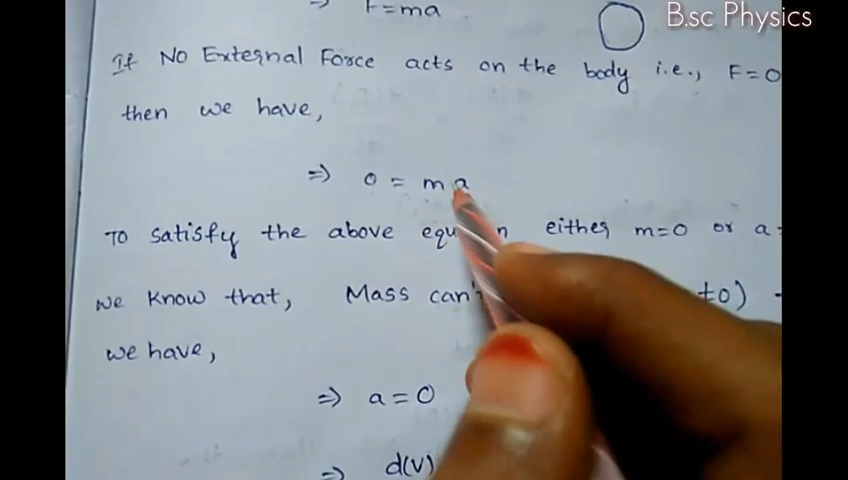 B.sc Physics
⇒ F=ma
If No External Force acts on the body i.e., F=0
then we have,
⇒ 0 = ma
To satisfy the above either m=0 or a=
we know that, Mass can't ≠0)
we have,
⇒ a=0
⇒ d(v)